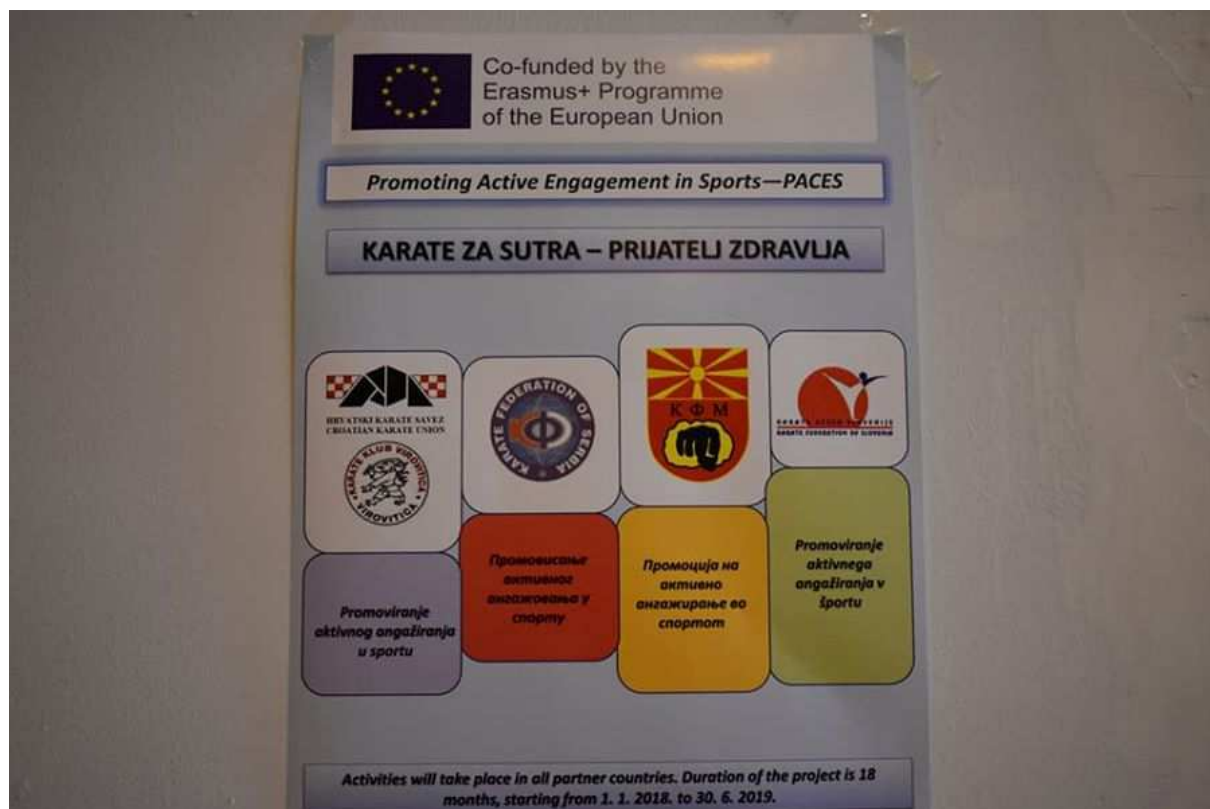 Co-funded by the
Erasmus+ Programme
of the European Union
Promoting Active Engagement in Sports—PACES
KARATE ZA SUTRA – PRIJATELJ ZDRAVLJA
HRVATSKI KARATE SAVEZ
CROATIAN KARATE UNION
KARATE KLUB VIROVITICA
VIROVITICA
KARATE FEDERATION OF SERBIA
КФ
К Ф М
KARATE FEDERATION OF SLOVENIA
Promoviranje
aktivnog angažiranja
u sportu
Промовисање
активног
ангажовања у
спорту
Промоција на
активно
ангажирање во
спортот
Promoviranje
aktivnega
angažiranja v
športu
Activities will take place in all partner countries. Duration of the project is 18
months, starting from 1. 1. 2018. to 30. 6. 2019.